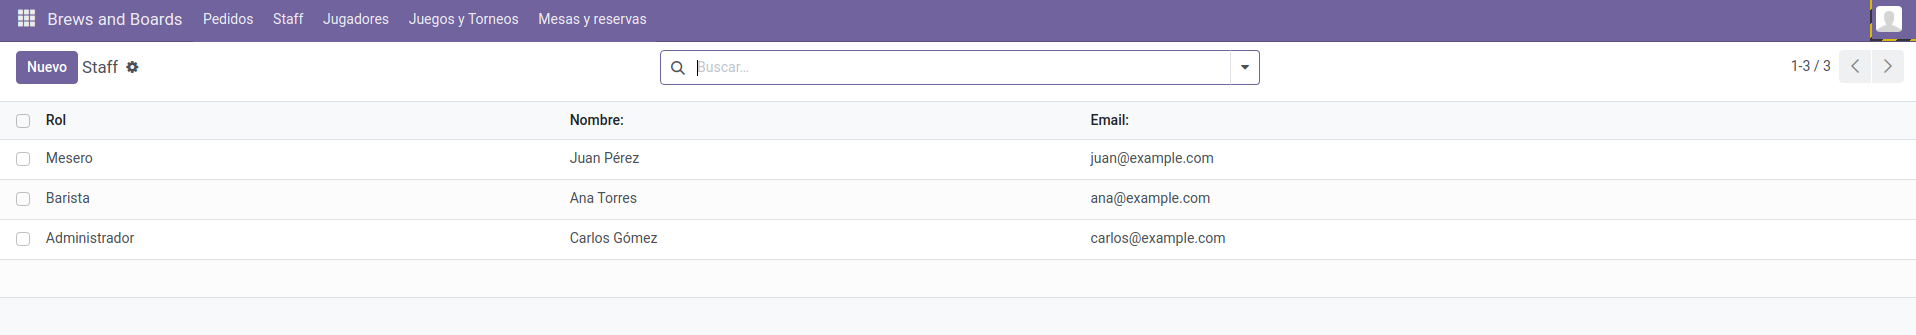 Brews and Boards Pedidos Staff Jugadores Juegos y Torneos Mesas y reservas
Nuevo Staff Buscar... 1-3 / 3
Rol Nombre: Email:
Mesero Juan Pérez juan@example.com
Barista Ana Torres ana@example.com
Administrador Carlos Gómez carlos@example.com